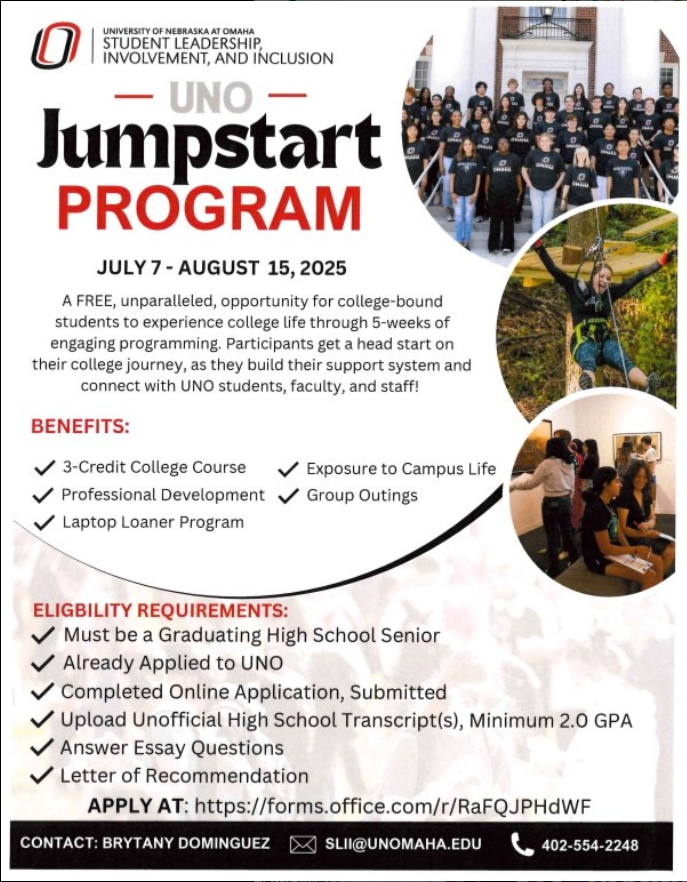 UNIVERSITY OF NEBRASKA AT OMAHA
STUDENT LEADERSHIP,
INVOLVEMENT, AND INCLUSION
UNO
Jumpstart
PROGRAM
JULY 7 - AUGUST 15, 2025
A FREE, unparalleled, opportunity for college-bound
students to experience college life through 5-weeks of
engaging programming. Participants get a head start on
their college journey, as they build their support system and
connect with UNO students, faculty, and staff!
BENEFITS:
3-Credit College Course
Exposure to Campus Life
Professional Development
Group Outings
Laptop Loaner Program
ELIGBILITY REQUIREMENTS:
Must be a Graduating High School Senior
Already Applied to UNO
Completed Online Application, Submitted
Upload Unofficial High School Transcript(s), Minimum 2.0 GPA
Answer Essay Questions
Letter of Recommendation
APPLY AT: https://forms.office.com/r/RaFQJPHdWF
CONTACT: BRYTANY DOMINGUEZ SLII@UNOMAHA.EDU 402-554-2248